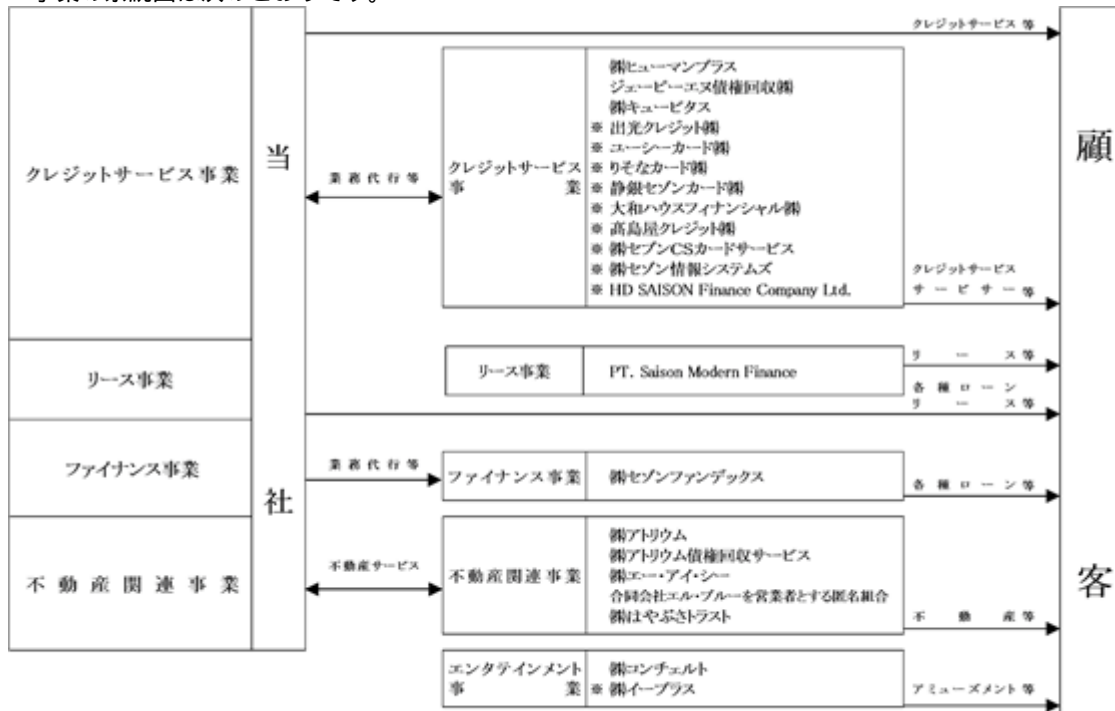 クレジットサービス事業
リース事業
ファイナンス事業
不動産関連事業
当
社
業務代行等
業務代行等
不動産サービス
クレジットサービス
事業
㈱ヒューマンプラス
ジェーピーエヌ債権回収㈱
㈱キュービタス
※ 出光クレジット㈱
※ ユーシーカード㈱
※ りそなカード㈱
※ 静銀セゾンカード㈱
※ 大和ハウスフィナンシャル㈱
※ 高島屋クレジット㈱
※ ㈱セブンCSカードサービス
※ ㈱セゾン情報システムズ
※ HD SAISON Finance Company Ltd.
リース事業
PT. Saison Modern Finance
ファイナンス事業
㈱セゾンファンデックス
不動産関連事業
㈱アトリウム
㈱アトリウム債権回収サービス
㈱エー・アイ・シー
合同会社エル・ブルーを営業者とする匿名組合
㈱はやぶさトラスト
エンタテインメント
事業
㈱コンチェルト
※ ㈱イープラス
クレジットサービス等
クレジットサービス
サービサー等
リース等
各種ローン
リース等
各種ローン等
不動産等
アミューズメント等
顧
客